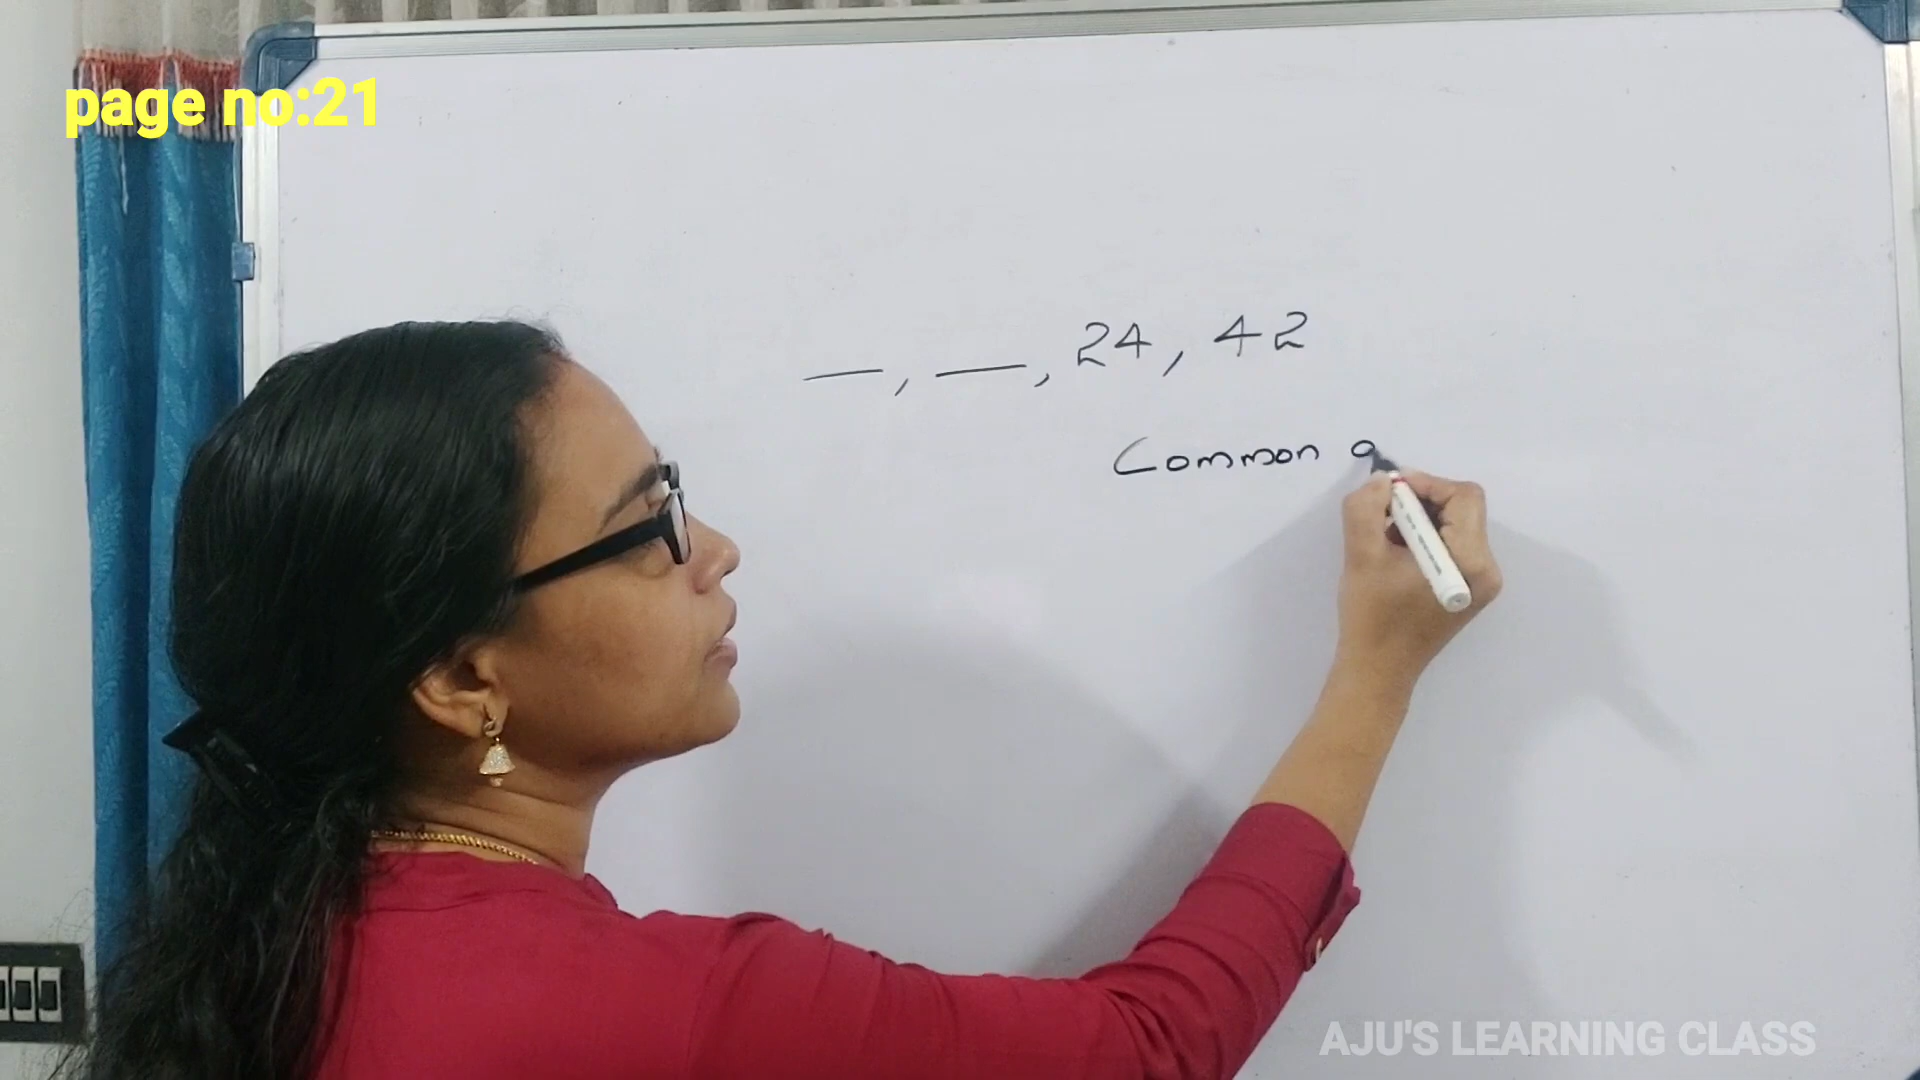 page no:21
__, __, 24, 42
Common
AJU'S LEARNING CLASS